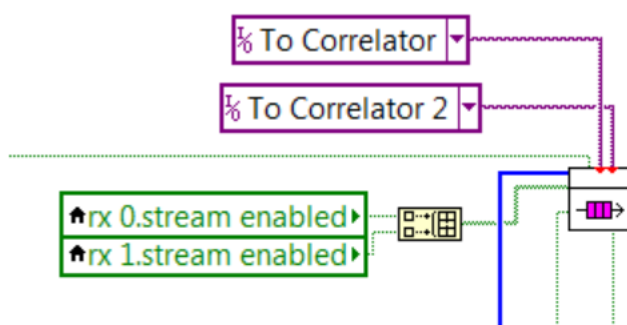 I/O To Correlator
I/O To Correlator 2
rx 0.stream enabled
rx 1.stream enabled